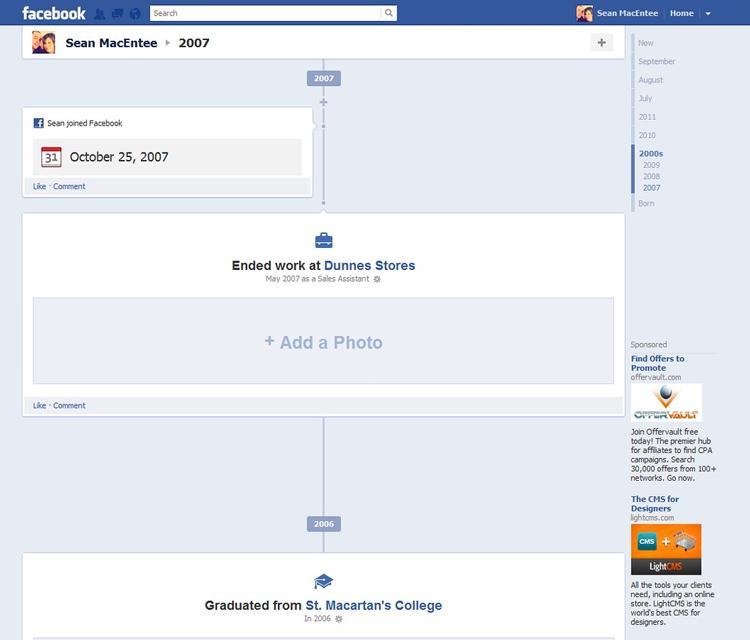 facebook
Search
Sean MacEntee
Home
Sean MacEntee 2007
+
2007
+
Sean joined Facebook
31
October 25, 2007
Like · Comment
Ended work at Dunnes Stores
May 2007 as a Sales Assistant
+ Add a Photo
Like · Comment
2006
Graduated from St. Macartan's College
In 2006
Now
September
August
July
2011
2010
2000s
2009
2008
2007
Born
Sponsored
Find Offers to
Promote
offervault.com
OFFERVAULT
Join Offervault free
today! The premier hub
for affiliates to find CPA
campaigns. Search
30,000 offers from 100+
networks. Go now.
The CMS for
Designers
lightcms.com
CMS +
LightCMS
All the tools your clients
need, including an online
store. LightCMS is the
world's best CMS for
designers.